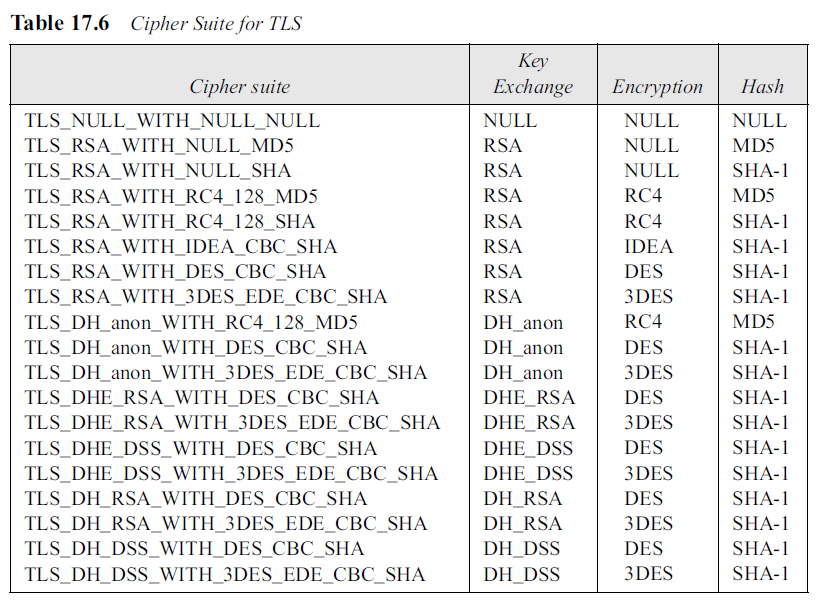 Table 17.6 Cipher Suite for TLS
Cipher suite Key Exchange Encryption Hash
TLS_NULL_WITH_NULL_NULL NULL NULL NULL
TLS_RSA_WITH_NULL_MD5 RSA NULL MD5
TLS_RSA_WITH_NULL_SHA RSA NULL SHA-1
TLS_RSA_WITH_RC4_128_MD5 RSA RC4 MD5
TLS_RSA_WITH_RC4_128_SHA RSA RC4 SHA-1
TLS_RSA_WITH_IDEA_CBC_SHA RSA IDEA SHA-1
TLS_RSA_WITH_DES_CBC_SHA RSA DES SHA-1
TLS_RSA_WITH_3DES_EDE_CBC_SHA RSA 3DES SHA-1
TLS_DH_anon_WITH_RC4_128_MD5 DH_anon RC4 MD5
TLS_DH_anon_WITH_DES_CBC_SHA DH_anon DES SHA-1
TLS_DH_anon_WITH_3DES_EDE_CBC_SHA DH_anon 3DES SHA-1
TLS_DHE_RSA_WITH_DES_CBC_SHA DHE_RSA DES SHA-1
TLS_DHE_RSA_WITH_3DES_EDE_CBC_SHA DHE_RSA 3DES SHA-1
TLS_DHE_DSS_WITH_DES_CBC_SHA DHE_DSS DES SHA-1
TLS_DHE_DSS_WITH_3DES_EDE_CBC_SHA DHE_DSS 3DES SHA-1
TLS_DH_RSA_WITH_DES_CBC_SHA DH_RSA DES SHA-1
TLS_DH_RSA_WITH_3DES_EDE_CBC_SHA DH_RSA 3DES SHA-1
TLS_DH_DSS_WITH_DES_CBC_SHA DH_DSS DES SHA-1
TLS_DH_DSS_WITH_3DES_EDE_CBC_SHA DH_DSS 3DES SHA-1